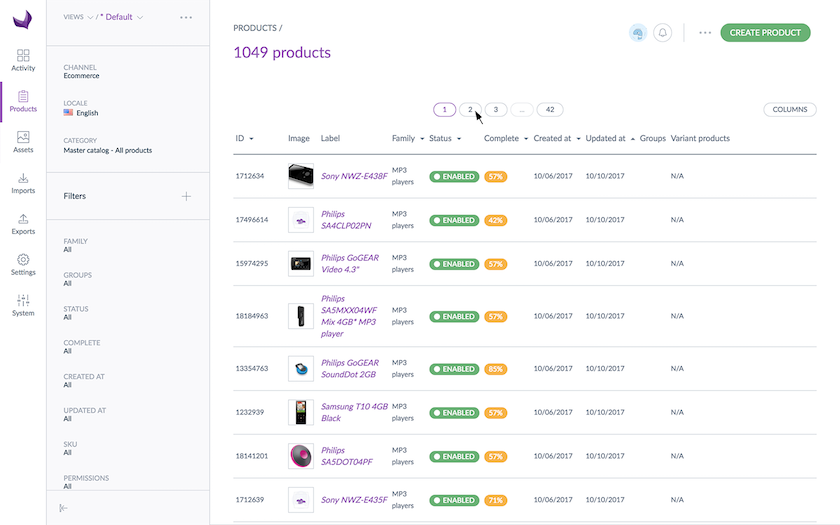 VIEWS / * Default
Activity
Products
Assets
Imports
Exports
Settings
System
CHANNEL
Ecommerce
LOCALE
English
CATEGORY
Master catalog - All products
Filters
FAMILY
All
GROUPS
All
STATUS
All
COMPLETE
All
CREATED AT
All
UPDATED AT
All
SKU
All
PERMISSIONS
All
PRODUCTS /
CREATE PRODUCT
1049 products
1 2 3 ... 42
COLUMNS
ID Image Label Family Status Complete Created at Updated at Groups Variant products
1712634 Sony NWZ-E438F MP3 players ENABLED 57% 10/06/2017 10/10/2017 N/A
17496614 Philips SA4CLP02PN MP3 players ENABLED 42% 10/06/2017 10/10/2017 N/A
15974295 Philips GoGEAR Video 4.3" MP3 players ENABLED 57% 10/06/2017 10/10/2017 N/A
18184963 Philips SA5MXX04WF Mix 4GB* MP3 player MP3 players ENABLED 57% 10/06/2017 10/10/2017 N/A
13354763 Philips GoGEAR SoundDot 2GB MP3 players ENABLED 85% 10/06/2017 10/10/2017 N/A
1232939 Samsung T10 4GB Black MP3 players ENABLED 57% 10/06/2017 10/10/2017 N/A
18141201 Philips SA5DOT04PF MP3 players ENABLED 57% 10/06/2017 10/10/2017 N/A
1712639 Sony NWZ-E435F MP3 players ENABLED 71% 10/06/2017 10/10/2017 N/A